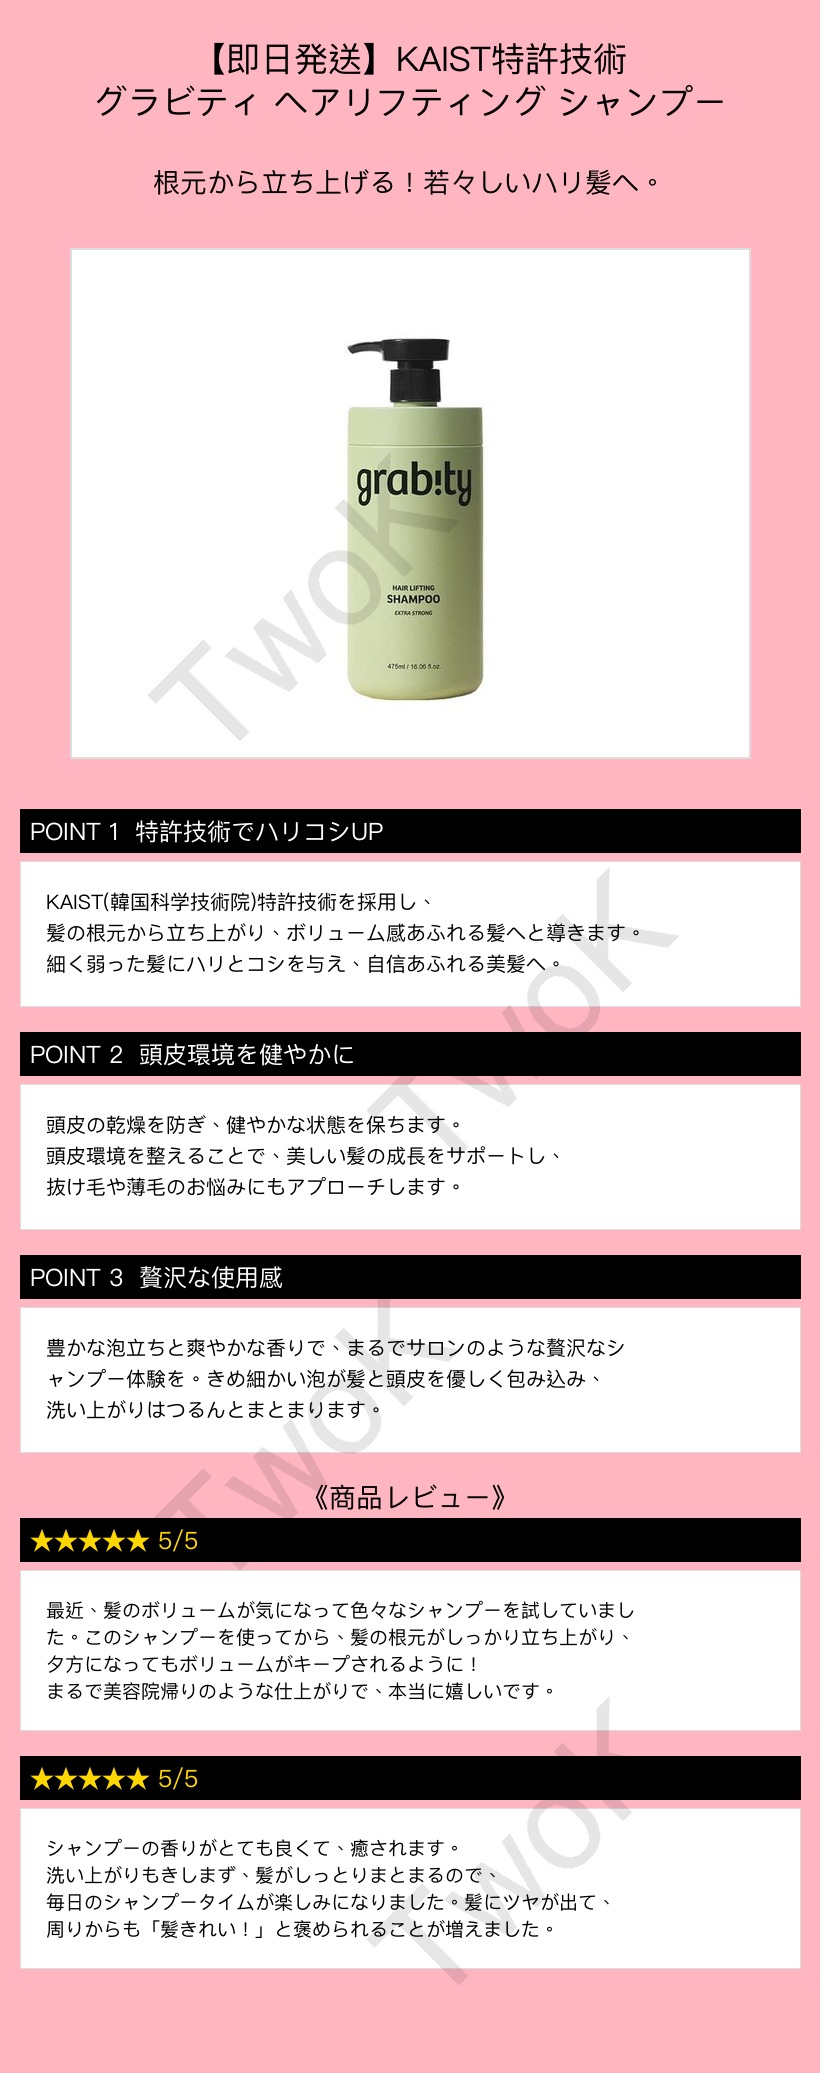 【即日発送】KAIST特許技術
グラビティ ヘアリフティング シャンプー
根元から立ち上げる！若々しいハリ髪へ。
grab!ty
HAIR LIFTING
SHAMPOO
EXTRA STRONG
475ml / 16.06 fl.oz.
TwoK
POINT 1 特許技術でハリコシUP
KAIST(韓国科学技術院)特許技術を採用し、
髪の根元から立ち上がり、ボリューム感あふれる髪へと導きます。
細く弱った髪にハリとコシを与え、自信あふれる美髪へ。
TwoK
POINT 2 頭皮環境を健やかに
頭皮の乾燥を防ぎ、健やかな状態を保ちます。
頭皮環境を整えることで、美しい髪の成長をサポートし、
抜け毛や薄毛のお悩みにもアプローチします。
POINT 3 贅沢な使用感
豊かな泡立ちと爽やかな香りで、まるでサロンのような贅沢なシ
ャンプー体験を。きめ細かい泡が髪と頭皮を優しく包み込み、
洗い上がりはつるんとまとまります。
TwoK
《商品レビュー》
★★★★★ 5/5
最近、髪のボリュームが気になって色々なシャンプーを試していまし
た。このシャンプーを使ってから、髪の根元がしっかり立ち上がり、
夕方になってもボリュームがキープされるように！
まるで美容院帰りのような仕上がりで、本当に嬉しいです。
★★★★★ 5/5
シャンプーの香りがとても良くて、癒されます。
洗い上がりもきしまず、髪がしっとりまとまるので、
毎日のシャンプータイムが楽しみになりました。髪にツヤが出て、
周りからも「髪きれい！」と褒められることが増えました。
TwoK